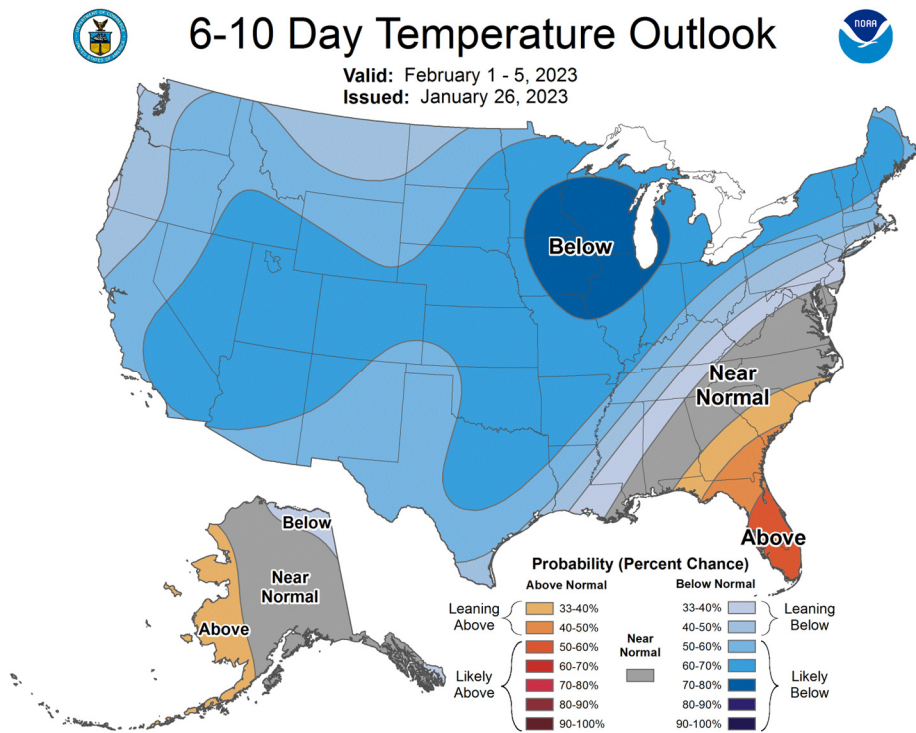 6-10 Day Temperature Outlook
NOAA
Valid: February 1 - 5, 2023
Issued: January 26, 2023
Below
Near
Normal
Above
Below
Near
Normal
Above
Probability (Percent Chance)
Above Normal
Below Normal
Leaning
Above
33-40%
40-50%
Likely
Above
50-60%
60-70%
70-80%
80-90%
90-100%
Near
Normal
33-40%
40-50%
Leaning
Below
50-60%
60-70%
70-80%
80-90%
90-100%
Likely
Below